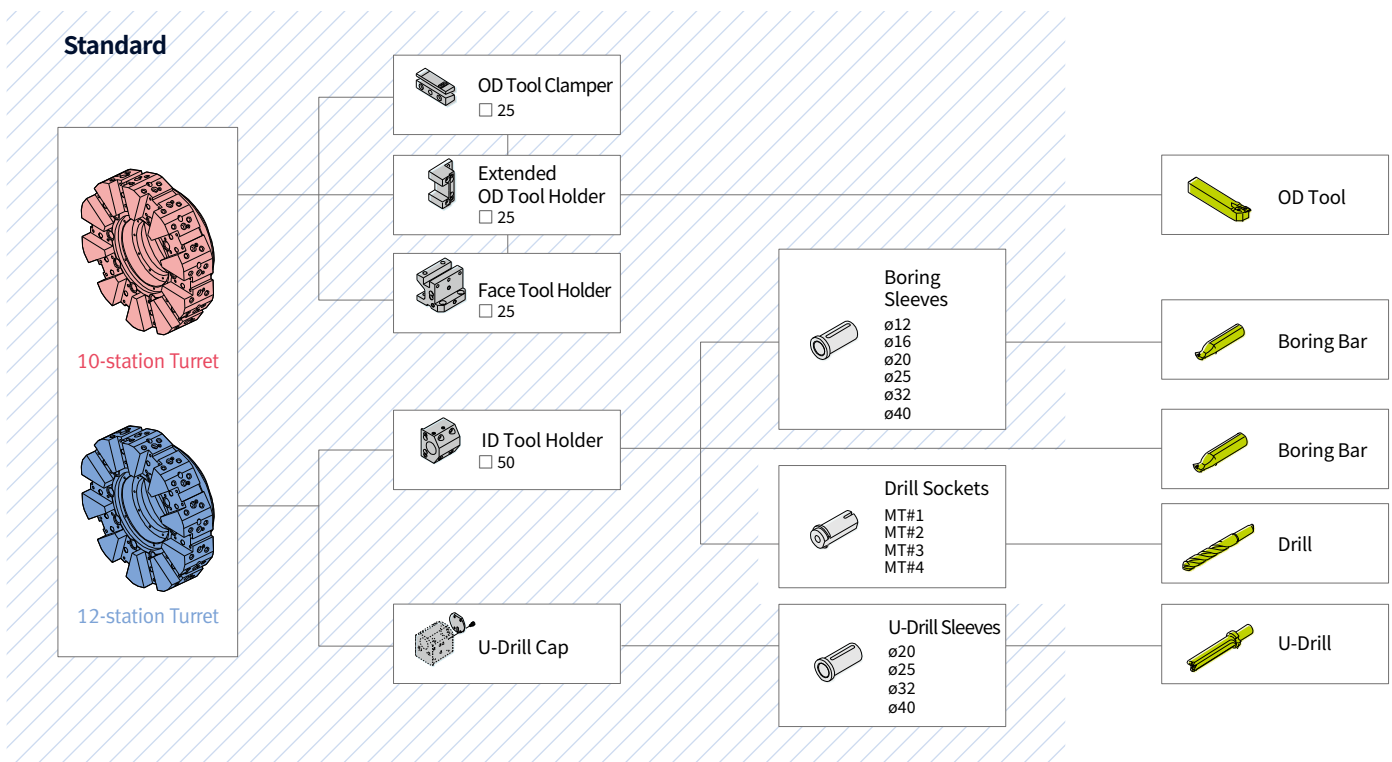 Standard
10-station Turret
12-station Turret
OD Tool Clamper
□ 25
Extended
OD Tool Holder
□ 25
Face Tool Holder
□ 25
ID Tool Holder
□ 50
U-Drill Cap
Boring
Sleeves
ø12
ø16
ø20
ø25
ø32
ø40
Drill Sockets
MT#1
MT#2
MT#3
MT#4
U-Drill Sleeves
ø20
ø25
ø32
ø40
OD Tool
Boring Bar
Boring Bar
Drill
U-Drill